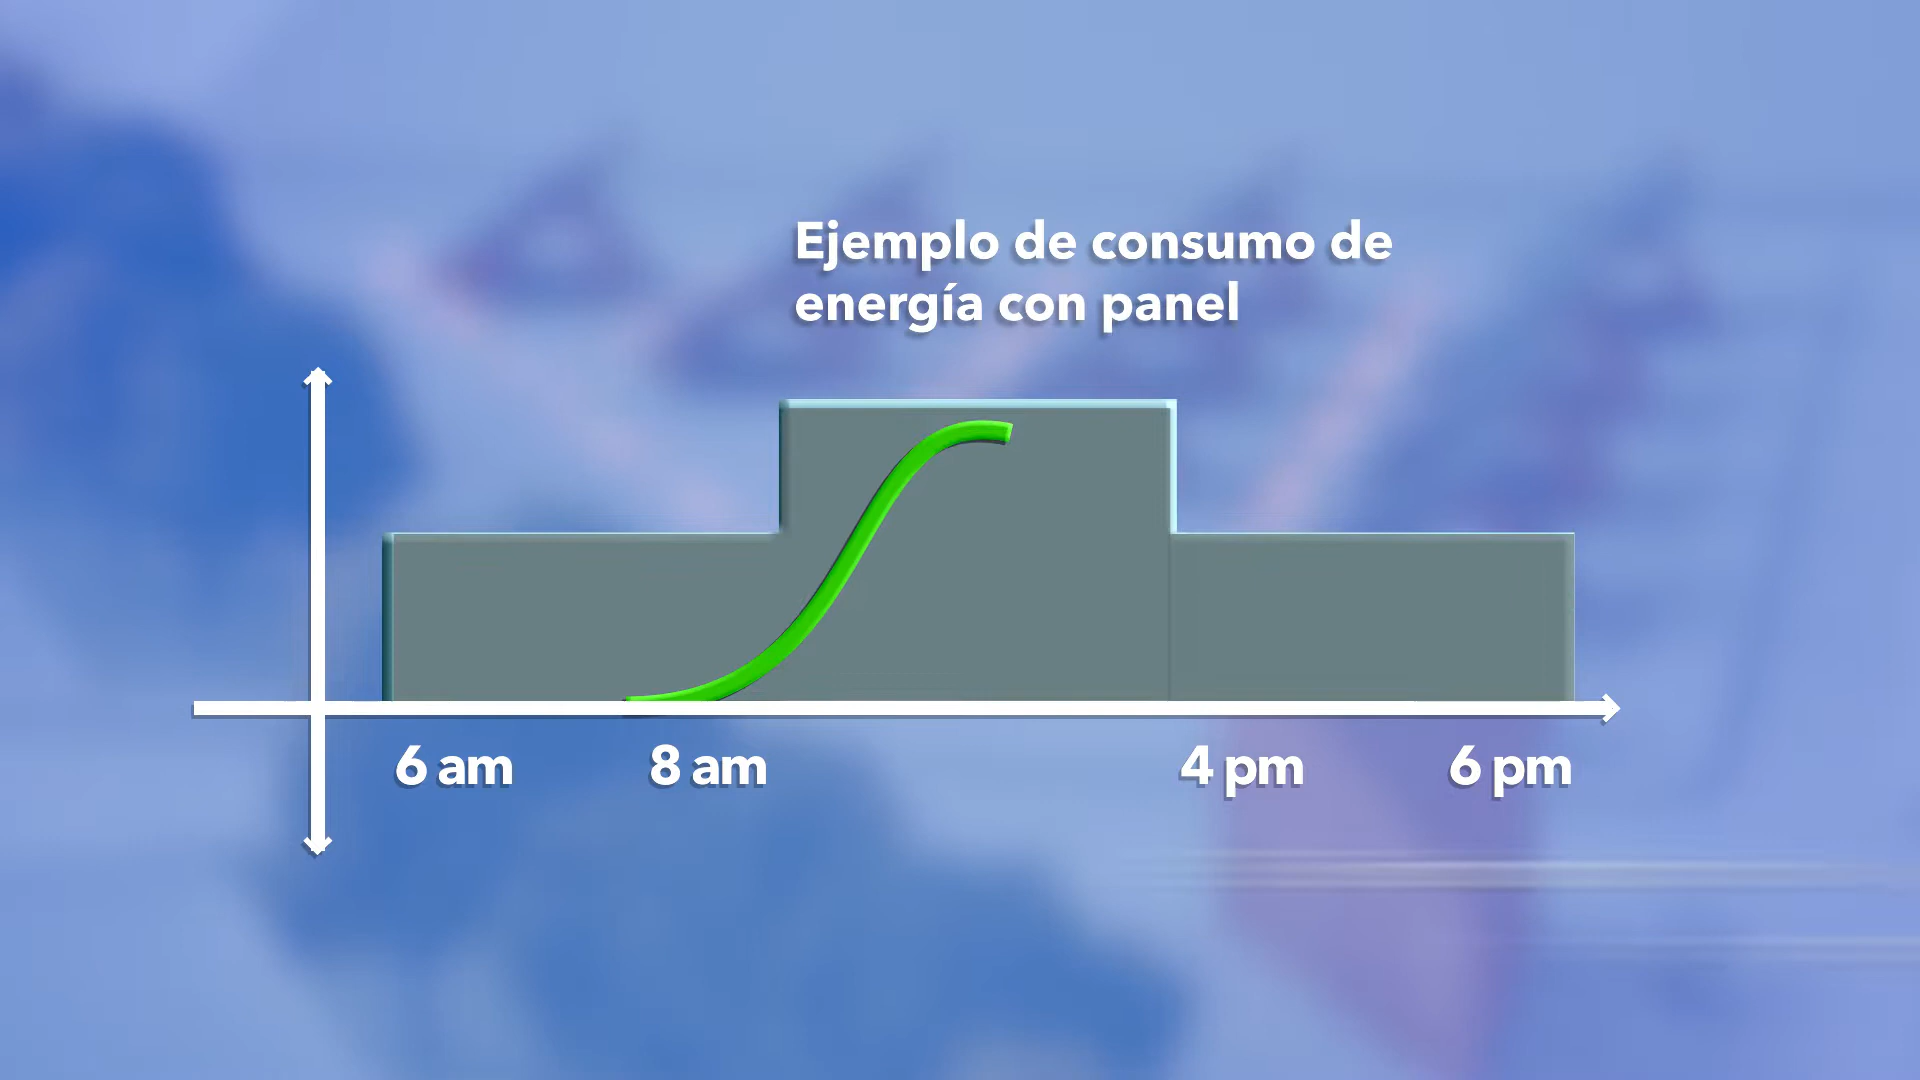 Ejemplo de consumo de
energía con panel
6 am 8 am 4 pm 6 pm